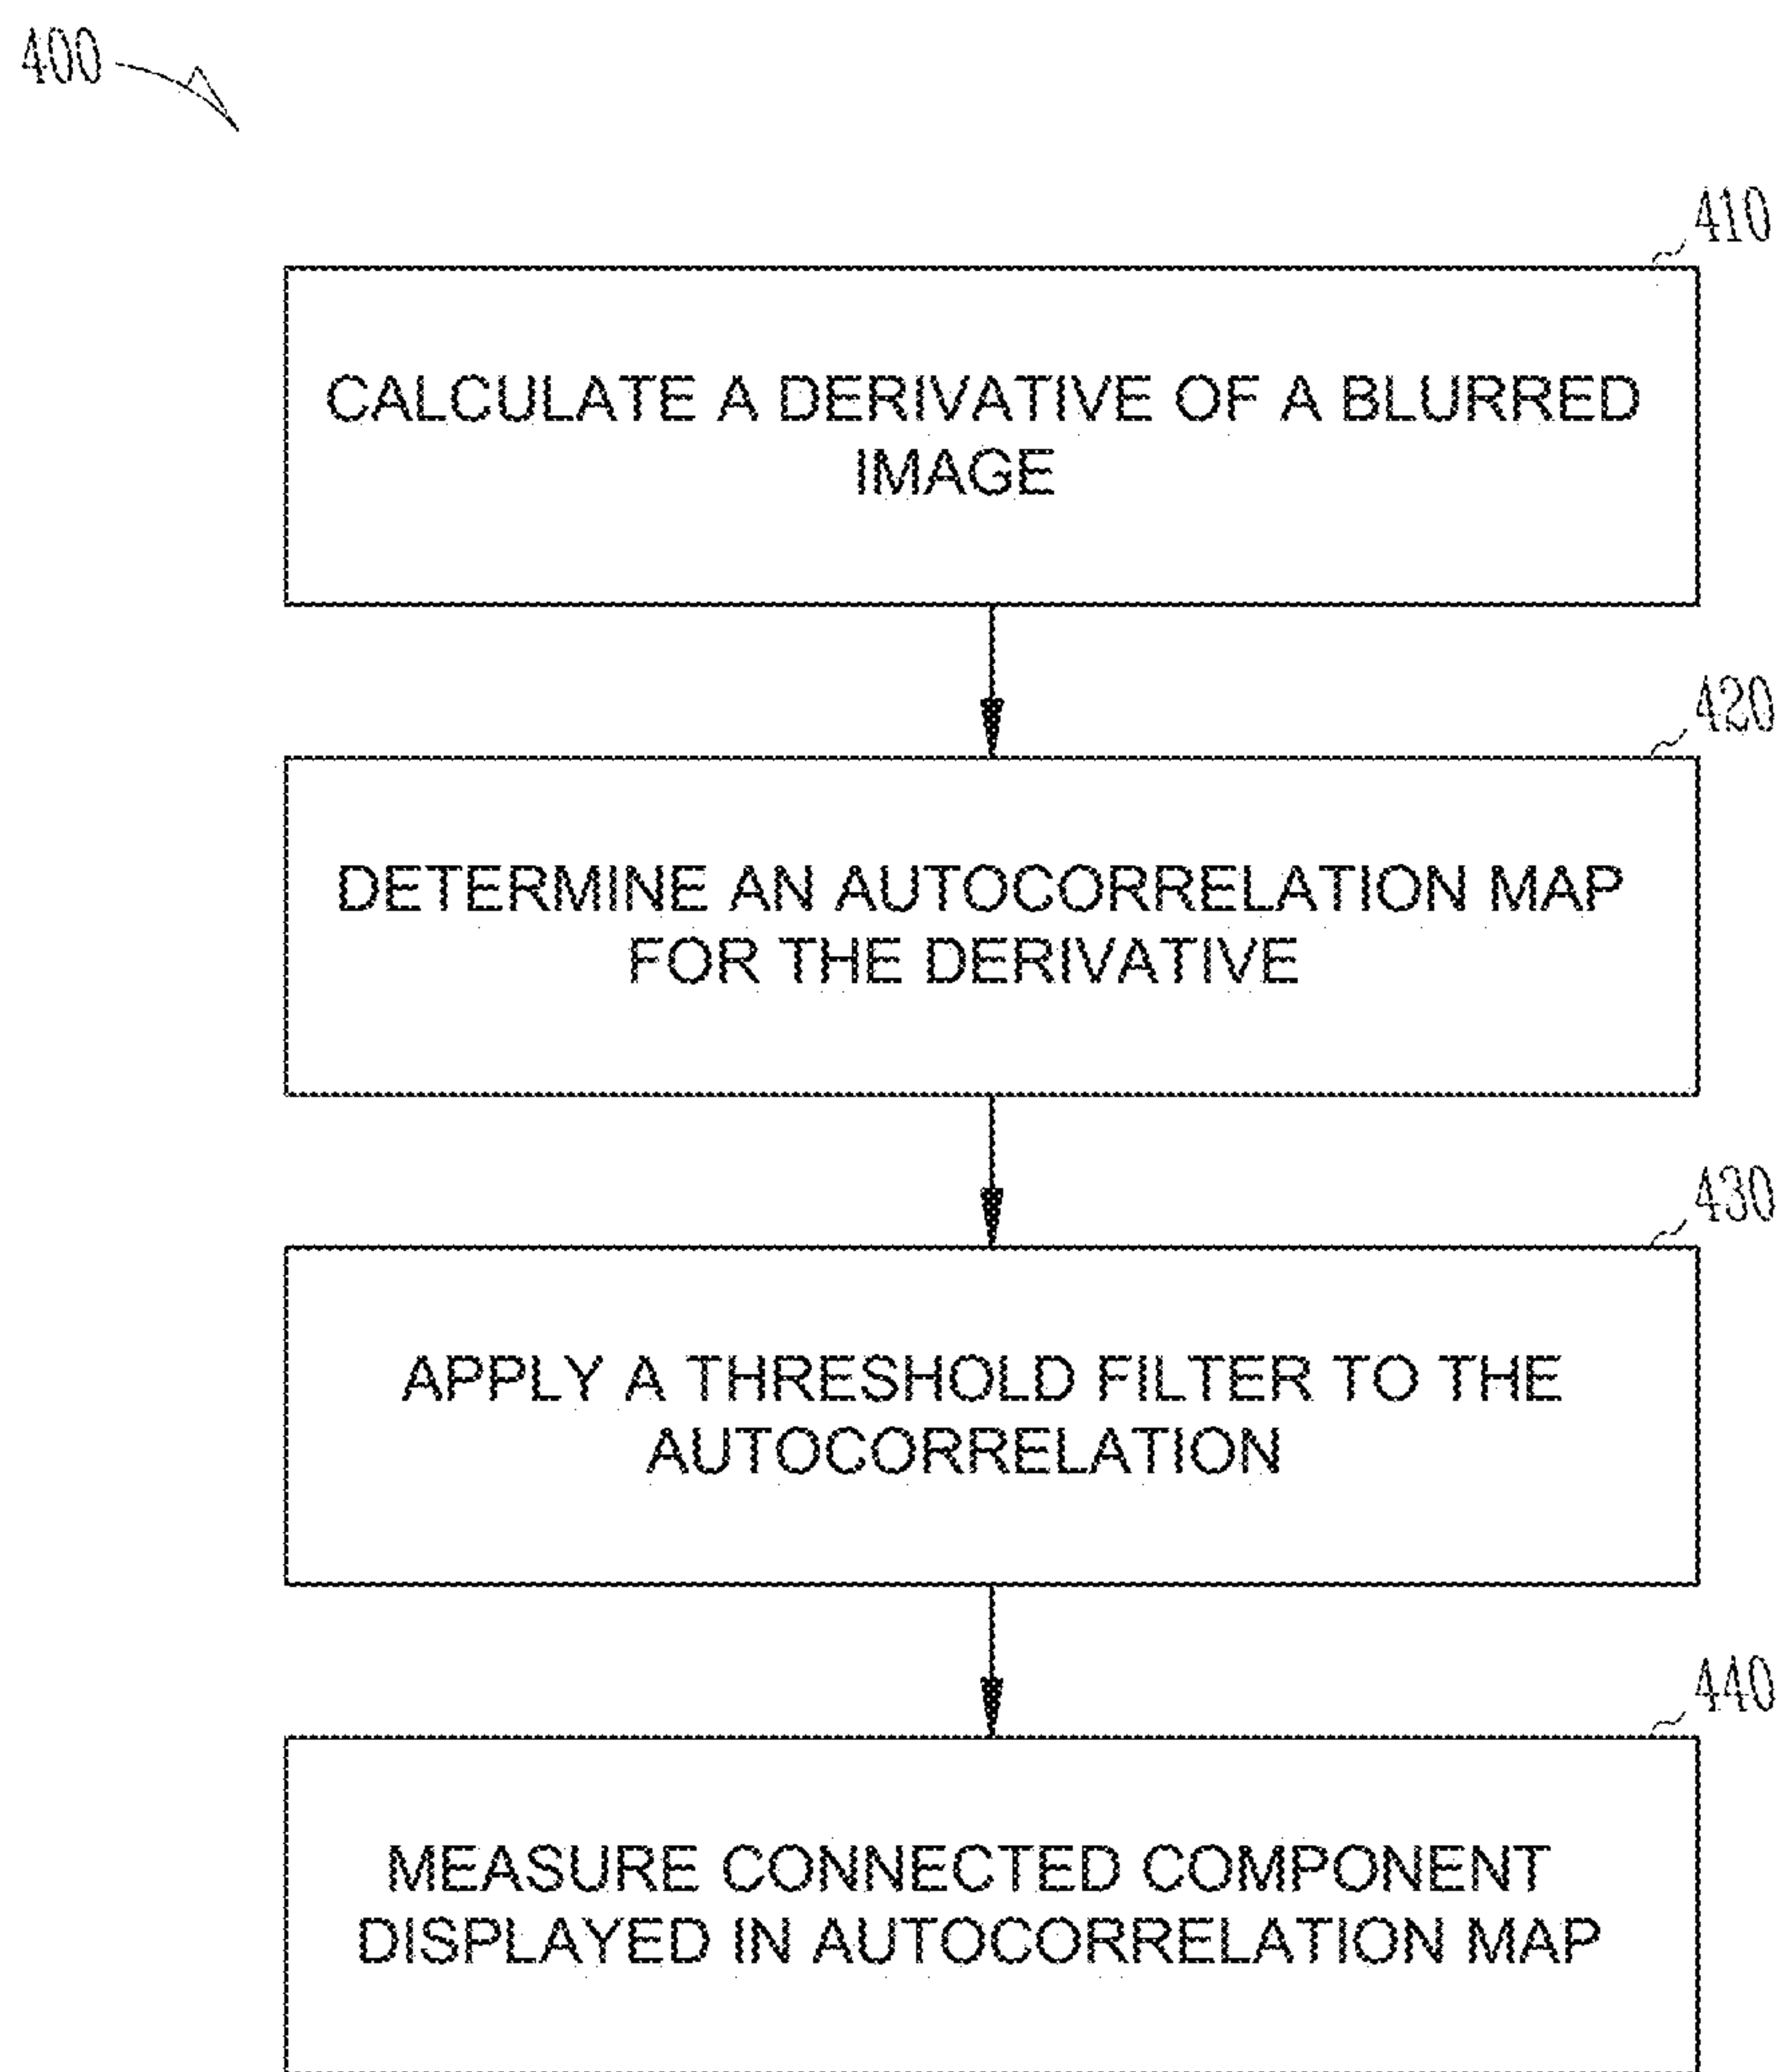 400
410
CALCULATE A DERIVATIVE OF A BLURRED
IMAGE
420
DETERMINE AN AUTOCORRELATION MAP
FOR THE DERIVATIVE
430
APPLY A THRESHOLD FILTER TO THE
AUTOCORRELATION
440
MEASURE CONNECTED COMPONENT
DISPLAYED IN AUTOCORRELATION MAP